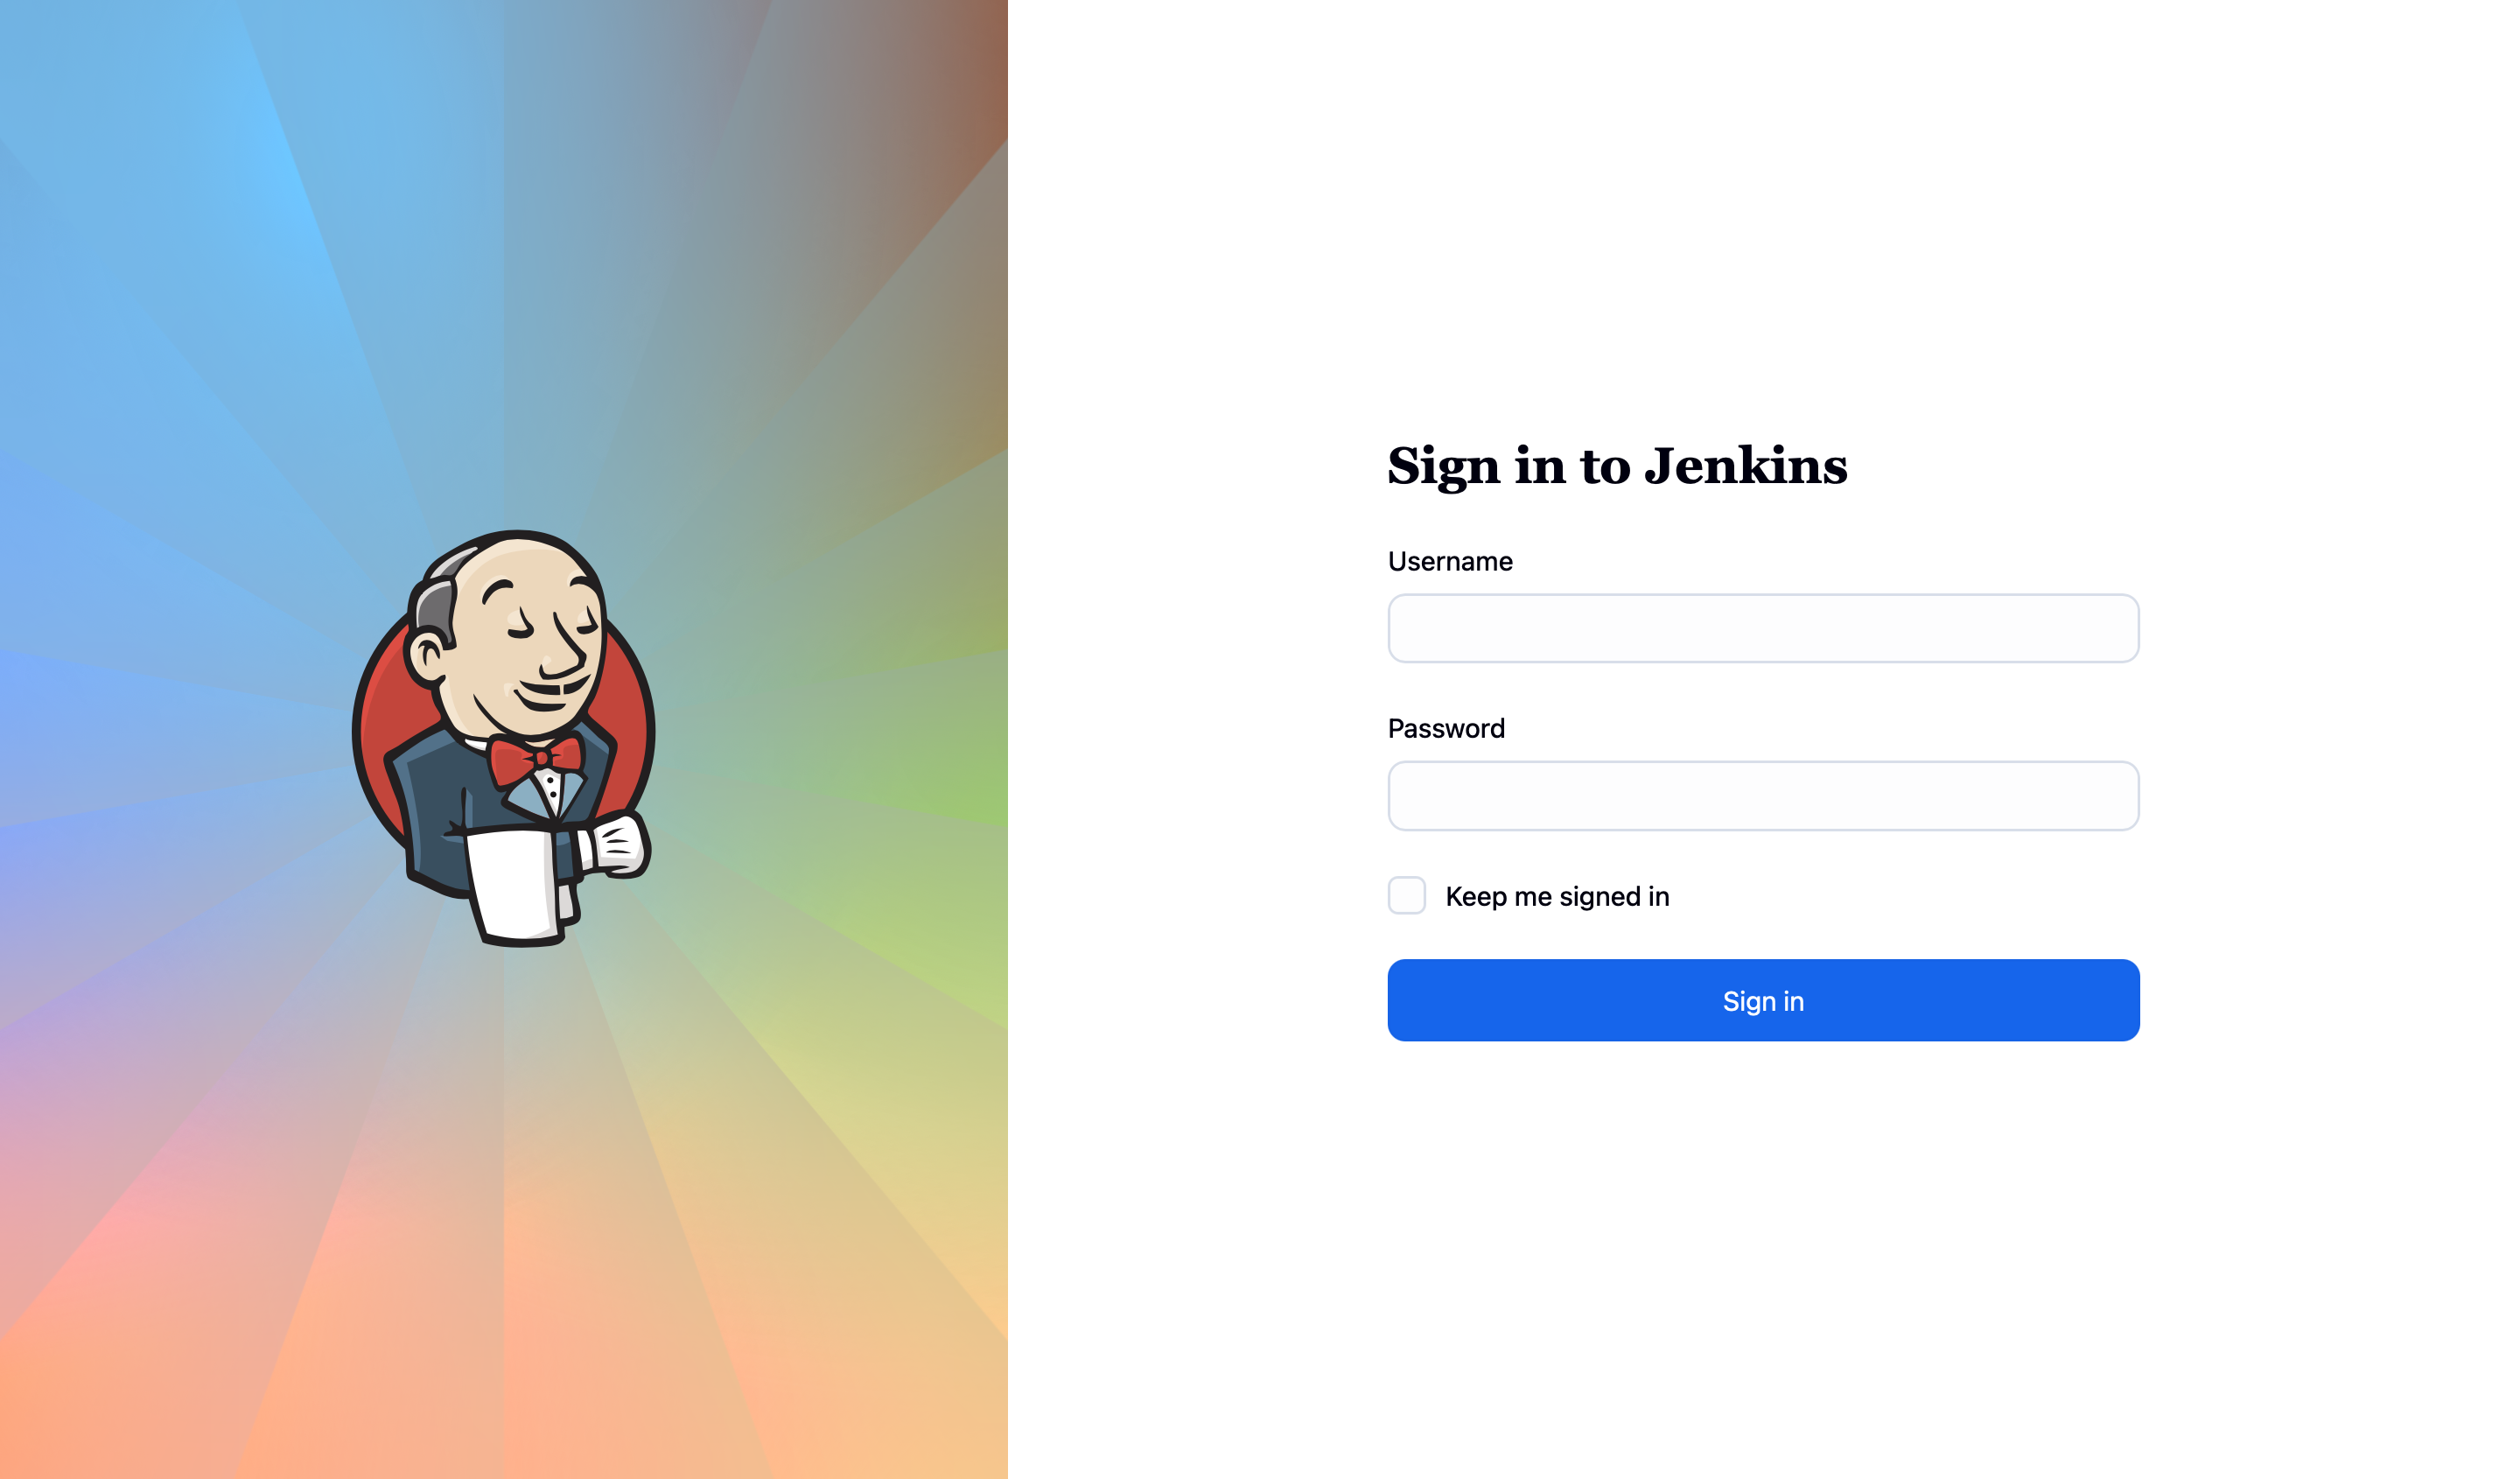 Sign in to Jenkins
Username
Password
Keep me signed in
Sign in